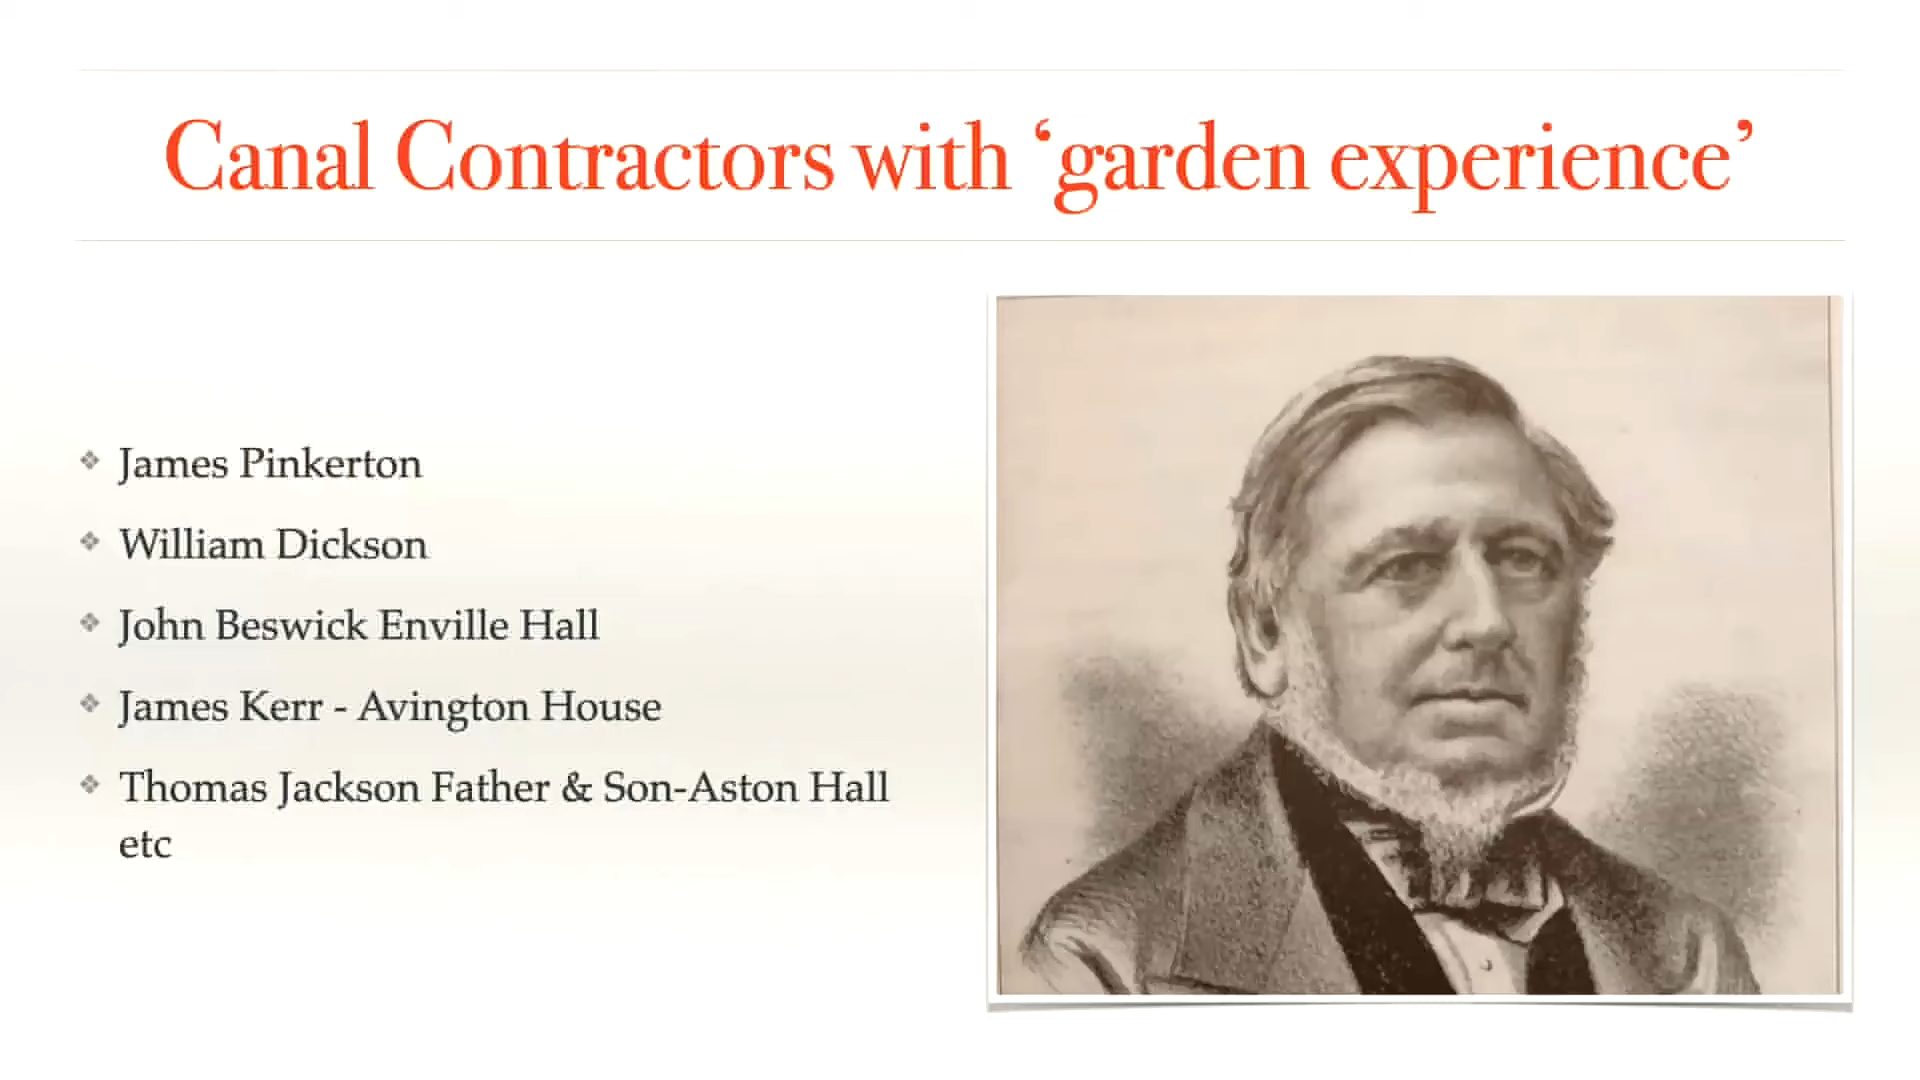 Canal Contractors with ‘garden experience’
James Pinkerton
William Dickson
John Beswick Enville Hall
James Kerr - Avington House
Thomas Jackson Father & Son-Aston Hall
etc